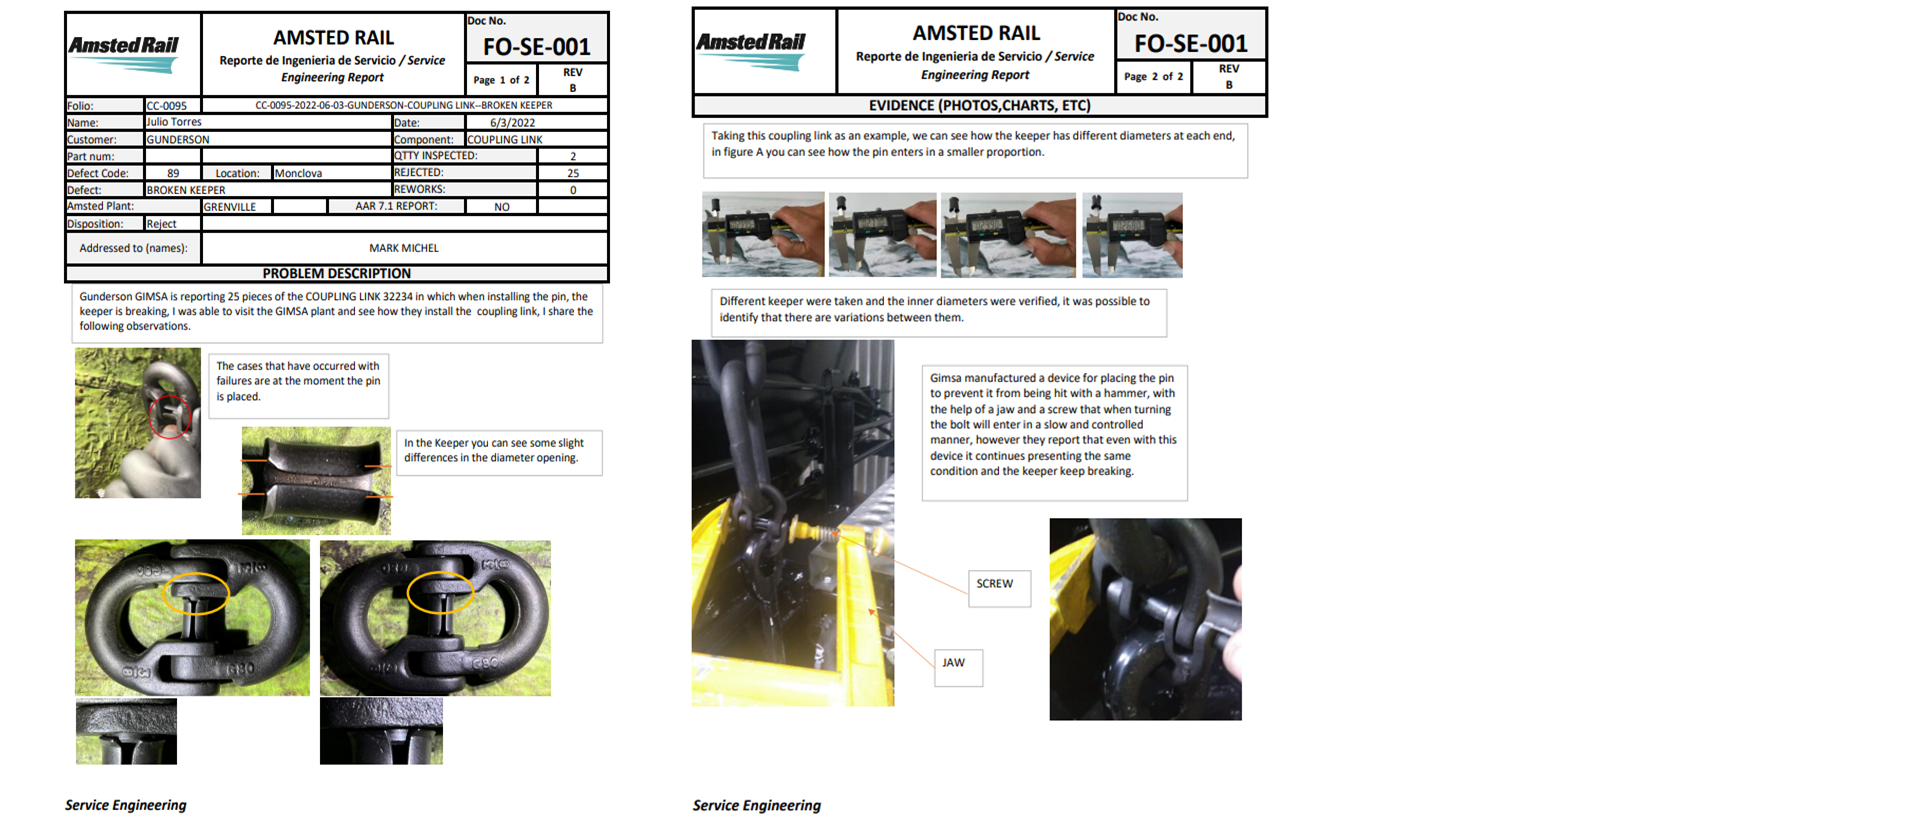 Amsted Rail
AMSTED RAIL
Reporte de Ingenieria de Servicio / Service
Engineering Report
Doc No.
FO-SE-001
Page 1 of 2
REV
B
Folio: CC-0095 CC-0095-2022-06-03-GUNDERSON-COUPLING LINK--BROKEN KEEPER
Name: Julio Torres Date: 6/3/2022
Customer: GUNDERSON Component: COUPLING LINK
Part num: QTTY INSPECTED: 2
Defect Code: 89 Location: Monclova REJECTED: 25
Defect: BROKEN KEEPER REWORKS: 0
Amsted Plant: GRENVILLE AAR 7.1 REPORT: NO
Disposition: Reject
Addressed to (names): MARK MICHEL
PROBLEM DESCRIPTION
Gunderson GIMSA is reporting 25 pieces of the COUPLING LINK 32234 in which when installing the pin, the
keeper is breaking, I was able to visit the GIMSA plant and see how they install the coupling link, I share the
following observations.
The cases that have occurred with
failures are at the moment the pin
is placed.
In the Keeper you can see some slight
differences in the diameter opening.
G80
G80
Service Engineering
Amsted Rail
AMSTED RAIL
Reporte de Ingenieria de Servicio / Service
Engineering Report
Doc No.
FO-SE-001
Page 2 of 2
REV
B
EVIDENCE (PHOTOS,CHARTS, ETC)
Taking this coupling link as an example, we can see how the keeper has different diameters at each end,
in figure A you can see how the pin enters in a smaller proportion.
Different keeper were taken and the inner diameters were verified, it was possible to
identify that there are variations between them.
Gimsa manufactured a device for placing the pin
to prevent it from being hit with a hammer, with
the help of a jaw and a screw that when turning
the bolt will enter in a slow and controlled
manner, however they report that even with this
device it continues presenting the same
condition and the keeper keep breaking.
SCREW
JAW
Service Engineering